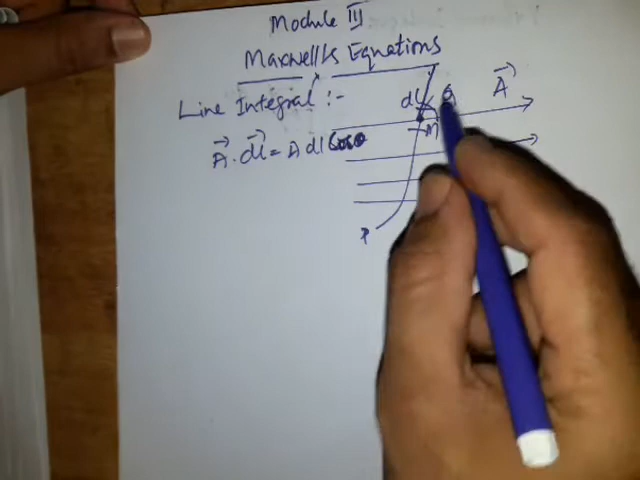 Module III
Maxwell's Equations
Line Integral :-
A⃗ . dl⃗ = A dl Cosθ
dl θ A⃗
M
P